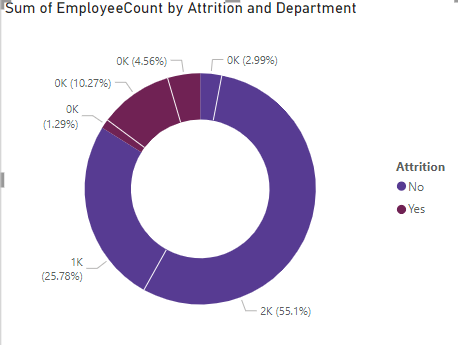 Sum of EmployeeCount by Attrition and Department
0K (4.56%)
0K (2.99%)
0K (10.27%)
0K
(1.29%)
1K
(25.78%)
2K (55.1%)
Attrition
No
Yes